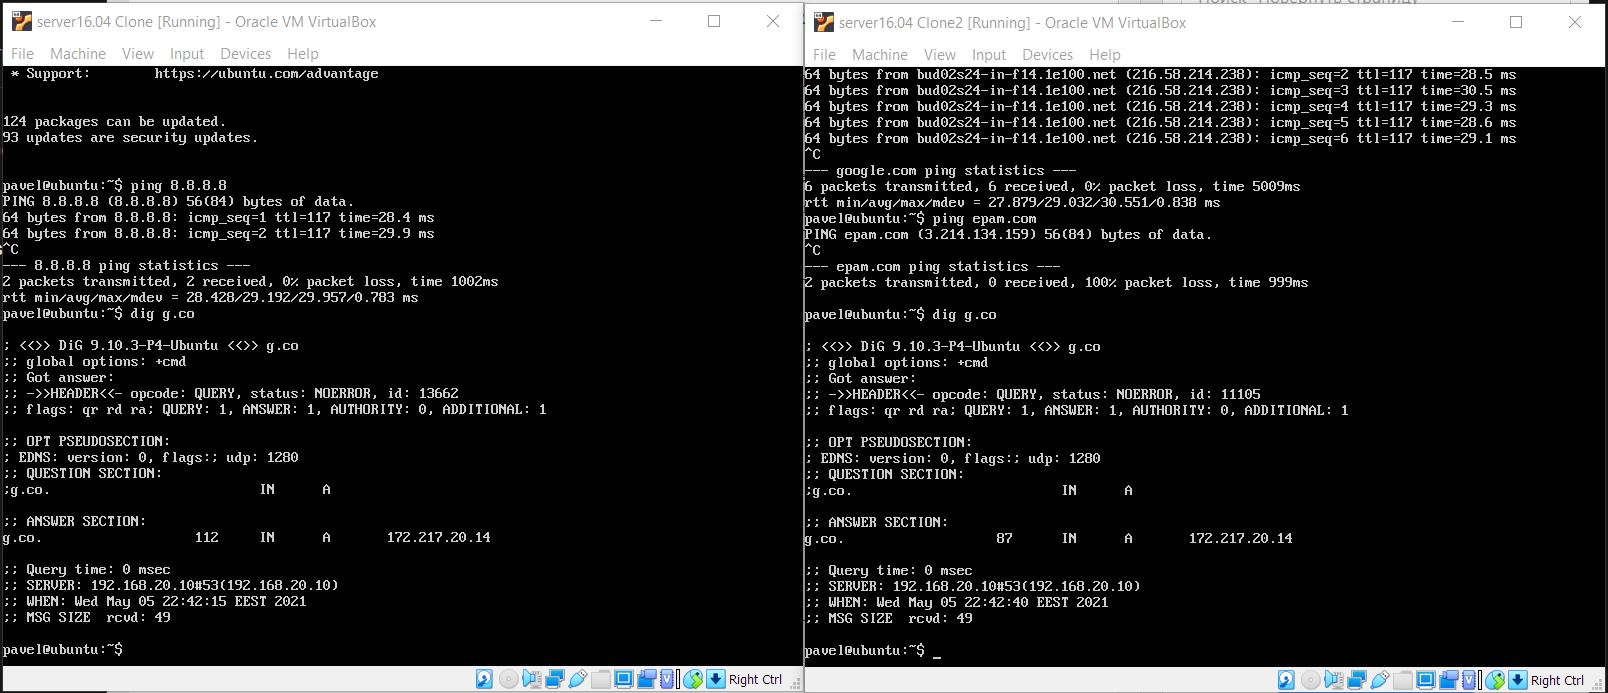 Поиск "Повернуть страницу"
server16.04 Clone [Running] - Oracle VM VirtualBox
File Machine View Input Devices Help
* Support: https://ubuntu.com/advantage
124 packages can be updated.
93 updates are security updates.
pavel@ubuntu:~$ ping 8.8.8.8
PING 8.8.8.8 (8.8.8.8) 56(84) bytes of data.
64 bytes from 8.8.8.8: icmp_seq=1 ttl=117 time=28.4 ms
64 bytes from 8.8.8.8: icmp_seq=2 ttl=117 time=29.9 ms
^C
--- 8.8.8.8 ping statistics ---
2 packets transmitted, 2 received, 0% packet loss, time 1002ms
rtt min/avg/max/mdev = 28.428/29.192/29.957/0.783 ms
pavel@ubuntu:~$ dig g.co
; <<>> DiG 9.10.3-P4-Ubuntu <<>> g.co
;; global options: +cmd
;; Got answer:
;; ->>HEADER<<- opcode: QUERY, status: NOERROR, id: 13662
;; flags: qr rd ra; QUERY: 1, ANSWER: 1, AUTHORITY: 0, ADDITIONAL: 1
;; OPT PSEUDOSECTION:
; EDNS: version: 0, flags:; udp: 1280
;; QUESTION SECTION:
;g.co. IN A
;; ANSWER SECTION:
g.co. 112 IN A 172.217.20.14
;; Query time: 0 msec
;; SERVER: 192.168.20.10#53(192.168.20.10)
;; WHEN: Wed May 05 22:42:15 EEST 2021
;; MSG SIZE rcvd: 49
pavel@ubuntu:~$
Right Ctrl
server16.04 Clone2 [Running] - Oracle VM VirtualBox
File Machine View Input Devices Help
64 bytes from bud02s24-in-f14.1e100.net (216.58.214.238): icmp_seq=2 ttl=117 time=28.5 ms
64 bytes from bud02s24-in-f14.1e100.net (216.58.214.238): icmp_seq=3 ttl=117 time=30.5 ms
64 bytes from bud02s24-in-f14.1e100.net (216.58.214.238): icmp_seq=4 ttl=117 time=29.3 ms
64 bytes from bud02s24-in-f14.1e100.net (216.58.214.238): icmp_seq=5 ttl=117 time=28.6 ms
64 bytes from bud02s24-in-f14.1e100.net (216.58.214.238): icmp_seq=6 ttl=117 time=29.1 ms
^C
--- google.com ping statistics ---
6 packets transmitted, 6 received, 0% packet loss, time 5009ms
rtt min/avg/max/mdev = 27.879/29.032/30.551/0.838 ms
pavel@ubuntu:~$ ping epam.com
PING epam.com (3.214.134.159) 56(84) bytes of data.
^C
--- epam.com ping statistics ---
2 packets transmitted, 0 received, 100% packet loss, time 999ms
pavel@ubuntu:~$ dig g.co
; <<>> DiG 9.10.3-P4-Ubuntu <<>> g.co
;; global options: +cmd
;; Got answer:
;; ->>HEADER<<- opcode: QUERY, status: NOERROR, id: 11105
;; flags: qr rd ra; QUERY: 1, ANSWER: 1, AUTHORITY: 0, ADDITIONAL: 1
;; OPT PSEUDOSECTION:
; EDNS: version: 0, flags:; udp: 1280
;; QUESTION SECTION:
;g.co. IN A
;; ANSWER SECTION:
g.co. 87 IN A 172.217.20.14
;; Query time: 0 msec
;; SERVER: 192.168.20.10#53(192.168.20.10)
;; WHEN: Wed May 05 22:42:40 EEST 2021
;; MSG SIZE rcvd: 49
pavel@ubuntu:~$ _
Right Ctrl